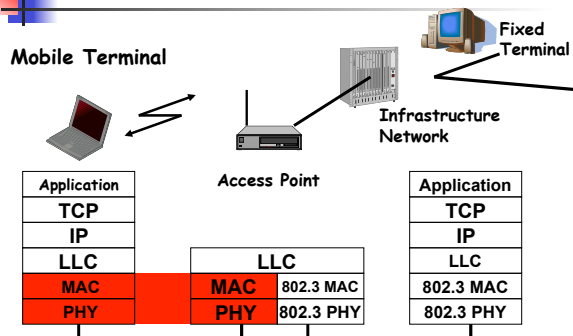 Fixed
Terminal
Mobile Terminal
Infrastructure
Network
Access Point
Application
TCP
IP
LLC
MAC
PHY
LLC
MAC 802.3 MAC
PHY 802.3 PHY
Application
TCP
IP
LLC
802.3 MAC
802.3 PHY